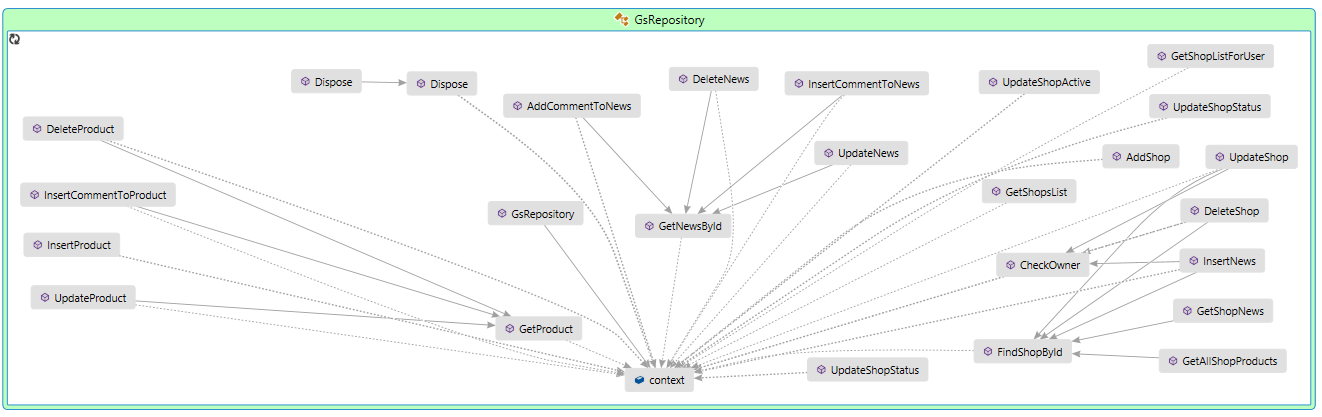 GsRepository
GetShopListForUser
Dispose
Dispose
DeleteNews
InsertCommentToNews
UpdateShopActive
AddCommentToNews
UpdateShopStatus
DeleteProduct
UpdateNews
AddShop
UpdateShop
InsertCommentToProduct
GetShopsList
GsRepository
GetNewsById
DeleteShop
InsertProduct
CheckOwner
InsertNews
UpdateProduct
GetProduct
GetShopNews
FindShopById
GetAllShopProducts
context
UpdateShopStatus